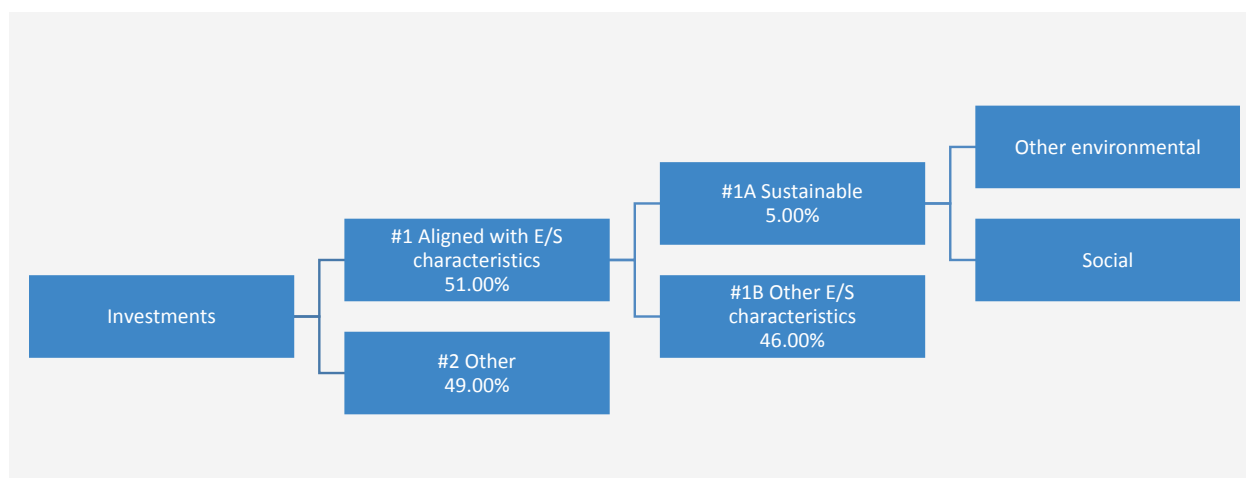 Investments
#1 Aligned with E/S
characteristics
51.00%
#2 Other
49.00%
#1A Sustainable
5.00%
#1B Other E/S
characteristics
46.00%
Other environmental
Social